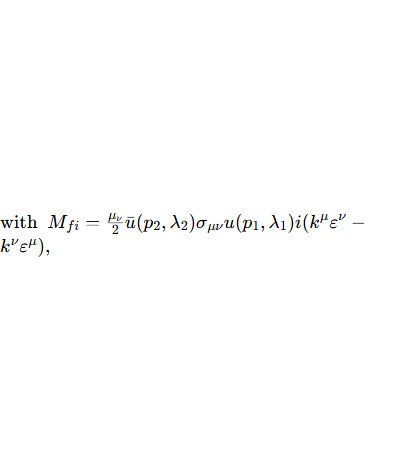 with $M_{fi} = \frac{\mu_\nu}{2} \bar{u}(p_2, \lambda_2) \sigma_{\mu\nu} u(p_1, \lambda_1) i(k^\mu \varepsilon^\nu -$
$k^\nu \varepsilon^\mu),$